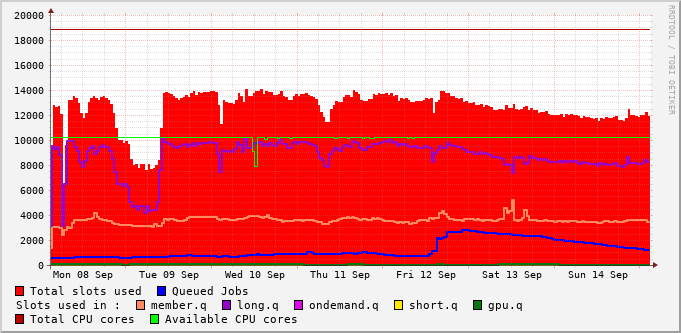 20000
18000
16000
14000
12000
10000
8000
6000
4000
2000
0
Mon 08 Sep Tue 09 Sep Wed 10 Sep Thu 11 Sep Fri 12 Sep Sat 13 Sep Sun 14 Sep
Total slots used Queued Jobs
Slots used in : member.q long.q ondemand.q short.q gpu.q
Total CPU cores Available CPU cores
RRDTOOL / TOBI OETIKER